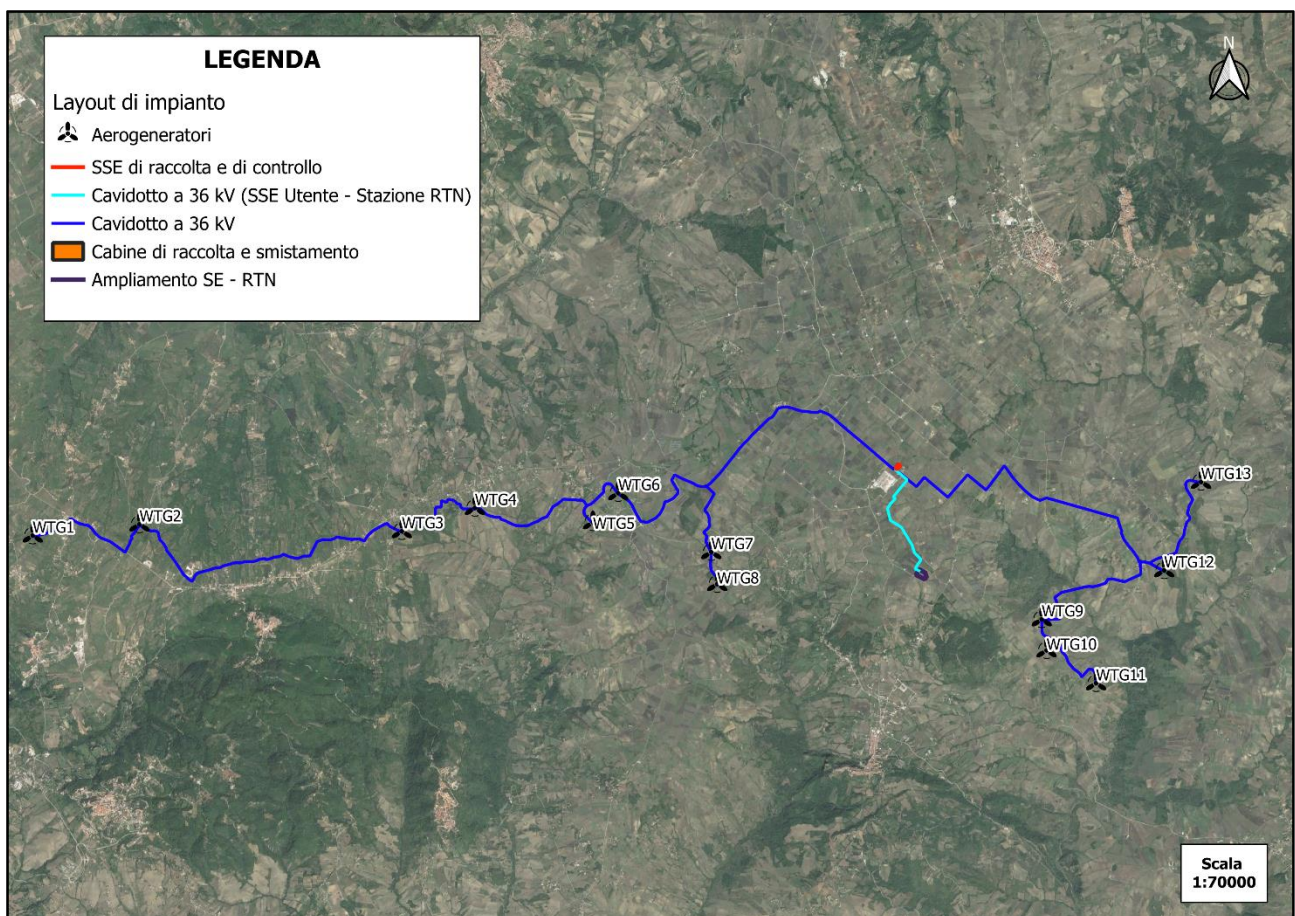 LEGENDA
Layout di impianto
Aerogeneratori
SSE di raccolta e di controllo
Cavidotto a 36 kV (SSE Utente - Stazione RTN)
Cavidotto a 36 kV
Cabine di raccolta e smistamento
Ampliamento SE - RTN
N
WTG1
WTG2
WTG3
WTG4
WTG5
WTG6
WTG7
WTG8
WTG9
WTG10
WTG11
WTG12
WTG13
Scala
1:70000